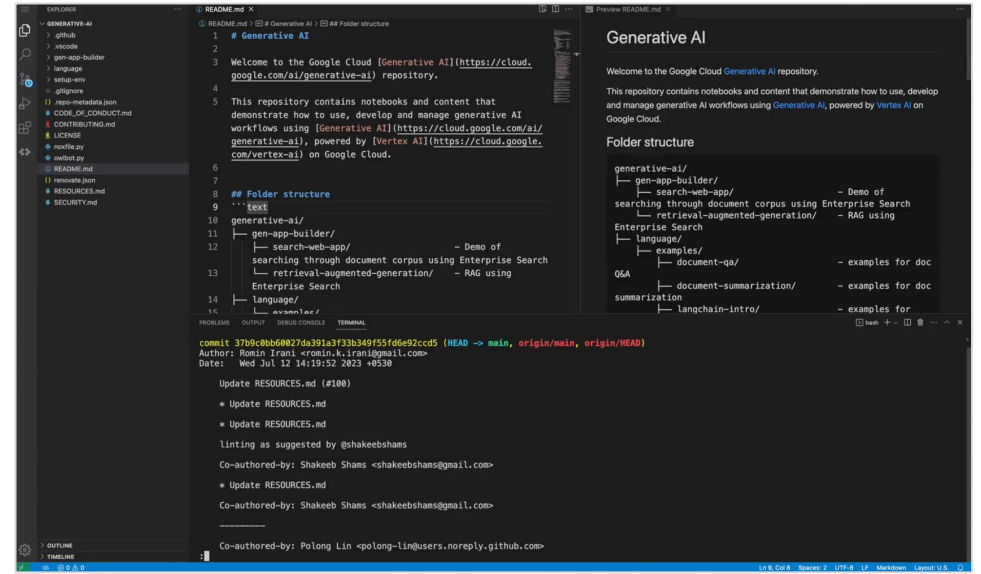 EXPLORER ...
GENERATIVE-AI
.github
.vscode
gen-app-builder
language
setup-env
.gitignore
.repo-metadata.json
CODE_OF_CONDUCT.md
CONTRIBUTING.md
LICENSE
noxfile.py
owlbot.py
README.md
renovate.json
RESOURCES.md
SECURITY.md
OUTLINE
TIMELINE
README.md ×
README.md > # Generative AI > ## Folder structure
1 # Generative AI
2
3 Welcome to the Google Cloud [Generative AI](https://cloud.
google.com/ai/generative-ai) repository.
4
5 This repository contains notebooks and content that
demonstrate how to use, develop and manage generative AI
workflows using [Generative AI](https://cloud.google.com/ai/
generative-ai), powered by [Vertex AI](https://cloud.google.
com/vertex-ai) on Google Cloud.
6
7
8 ## Folder structure
9 ```text
10 generative-ai/
11 ├── gen-app-builder/
12 ├── search-web-app/ - Demo of
searching through document corpus using Enterprise Search
13 └── retrieval-augmented-generation/ - RAG using
Enterprise Search
14 ├── language/
15 ├── examples/
Preview README.md ×
Generative AI
Welcome to the Google Cloud Generative AI repository.
This repository contains notebooks and content that demonstrate how to use, develop
and manage generative AI workflows using Generative AI, powered by Vertex AI on
Google Cloud.
Folder structure
generative-ai/
├── gen-app-builder/
├── search-web-app/ - Demo of
searching through document corpus using Enterprise Search
└── retrieval-augmented-generation/ - RAG using
Enterprise Search
├── language/
├── examples/
├── document-qa/ - examples for doc
Q&A
├── document-summarization/ - examples for doc
summarization
├── langchain-intro/ - examples for
PROBLEMS OUTPUT DEBUG CONSOLE TERMINAL bash
commit 37b9c0bb60027da391a3f33b349f55fd6e92ccd5 (HEAD -> main, origin/main, origin/HEAD)
Author: Romin Irani <romin.k.irani@gmail.com>
Date: Wed Jul 12 14:19:52 2023 +0530
Update RESOURCES.md (#100)
* Update RESOURCES.md
* Update RESOURCES.md
linting as suggested by @shakeebshams
Co-authored-by: Shakeeb Shams <shakeebshams@gmail.com>
* Update RESOURCES.md
Co-authored-by: Shakeeb Shams <shakeebshams@gmail.com>
---------
Co-authored-by: Polong Lin <polong-lin@users.noreply.github.com>
:
0 0 Ln 9, Col 8 Spaces: 2 UTF-8 LF Markdown Layout: U.S.